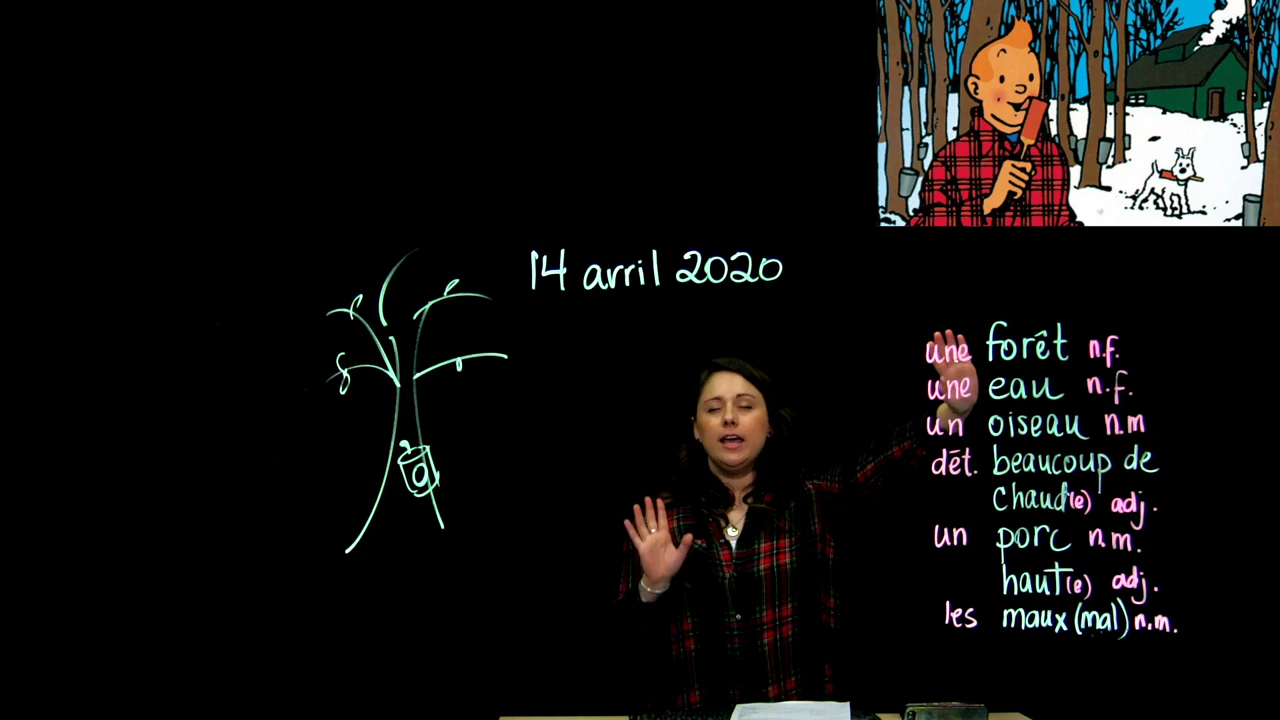 14 avril 2020
une forêt n.f.
une eau n.f.
un oiseau n.m
dét. beaucoup de
chaud(e) adj.
un porc n.m.
haut(e) adj.
les maux (mal) n.m.